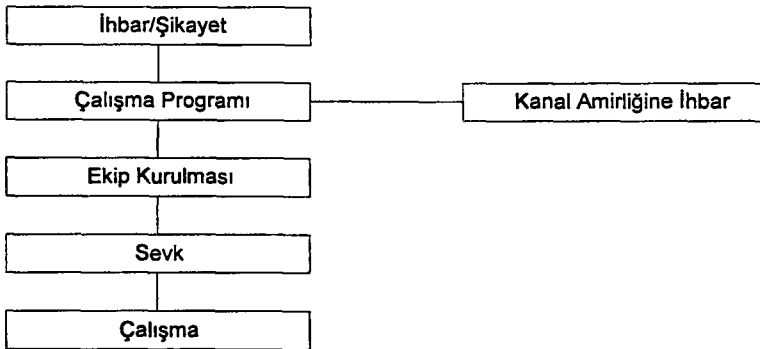 İhbar/Şikayet
Çalışma Programı
Kanal Amirliğine İhbar
Ekip Kurulması
Sevk
Çalışma